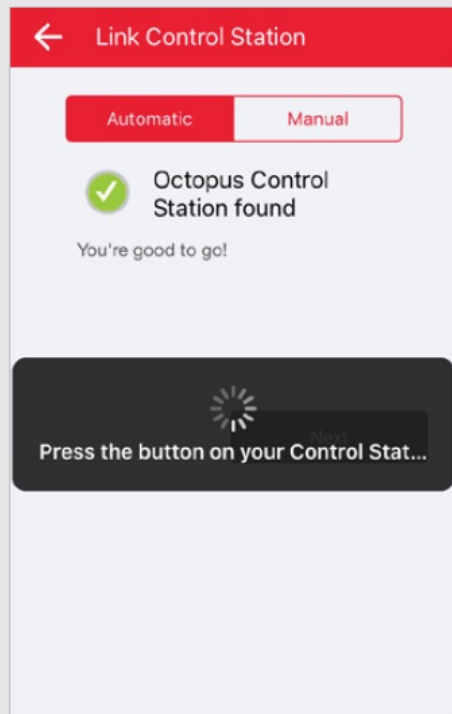 Link Control Station
Automatic Manual
Octopus Control
Station found
You're good to go!
Next
Press the button on your Control Stat...